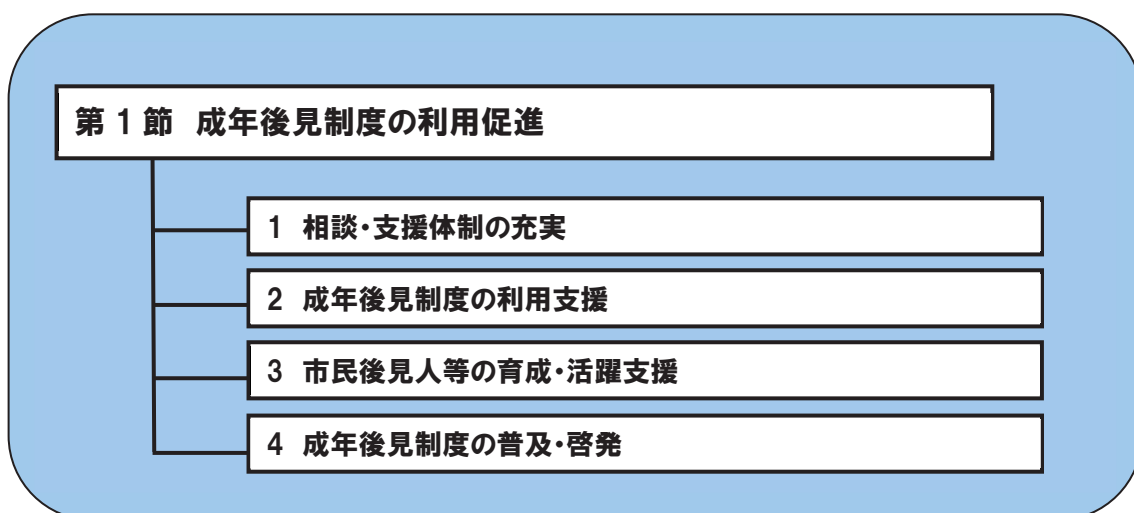 第1節 成年後見制度の利用促進
1 相談・支援体制の充実
2 成年後見制度の利用支援
3 市民後見人等の育成・活躍支援
4 成年後見制度の普及・啓発